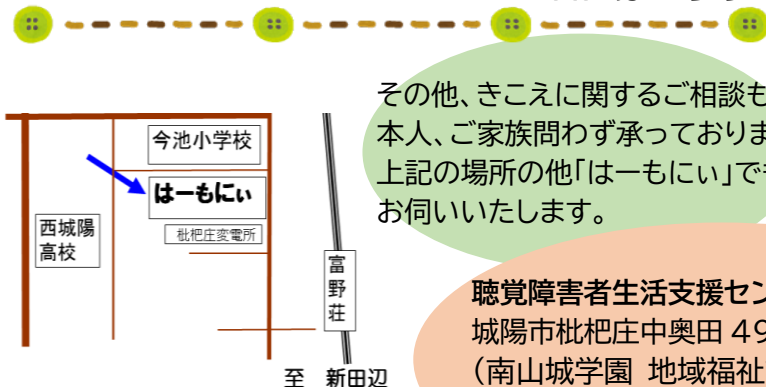 今池小学校
はーもにぃ
枇杷庄変電所
西城陽
高校
富野荘
至 新田辺
その他、きこえに関するご相談も
本人、ご家族問わず承っておりま
上記の場所の他「はーもにぃ」で
お伺いいたします。
聴覚障害者生活支援セン
城陽市枇杷庄中奥田 49
(南山城学園 地域福祉